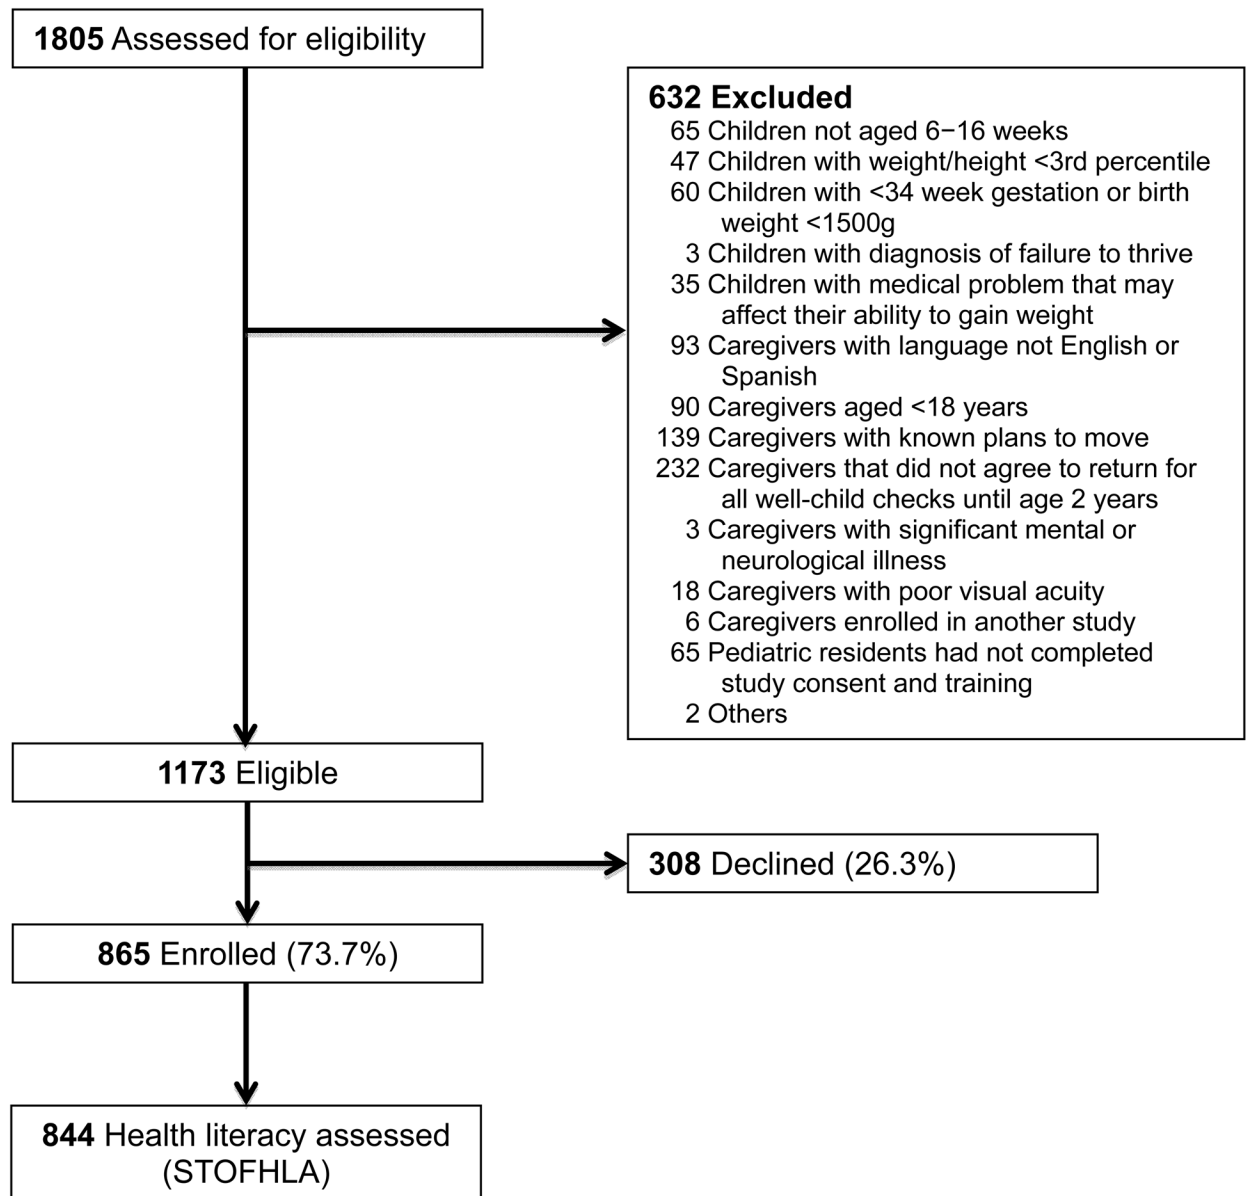 1805 Assessed for eligibility
632 Excluded
65 Children not aged 6−16 weeks
47 Children with weight/height <3rd percentile
60 Children with <34 week gestation or birth
weight <1500g
3 Children with diagnosis of failure to thrive
35 Children with medical problem that may
affect their ability to gain weight
93 Caregivers with language not English or
Spanish
90 Caregivers aged <18 years
139 Caregivers with known plans to move
232 Caregivers that did not agree to return for
all well-child checks until age 2 years
3 Caregivers with significant mental or
neurological illness
18 Caregivers with poor visual acuity
6 Caregivers enrolled in another study
65 Pediatric residents had not completed
study consent and training
2 Others
1173 Eligible
308 Declined (26.3%)
865 Enrolled (73.7%)
844 Health literacy assessed
(STOFHLA)